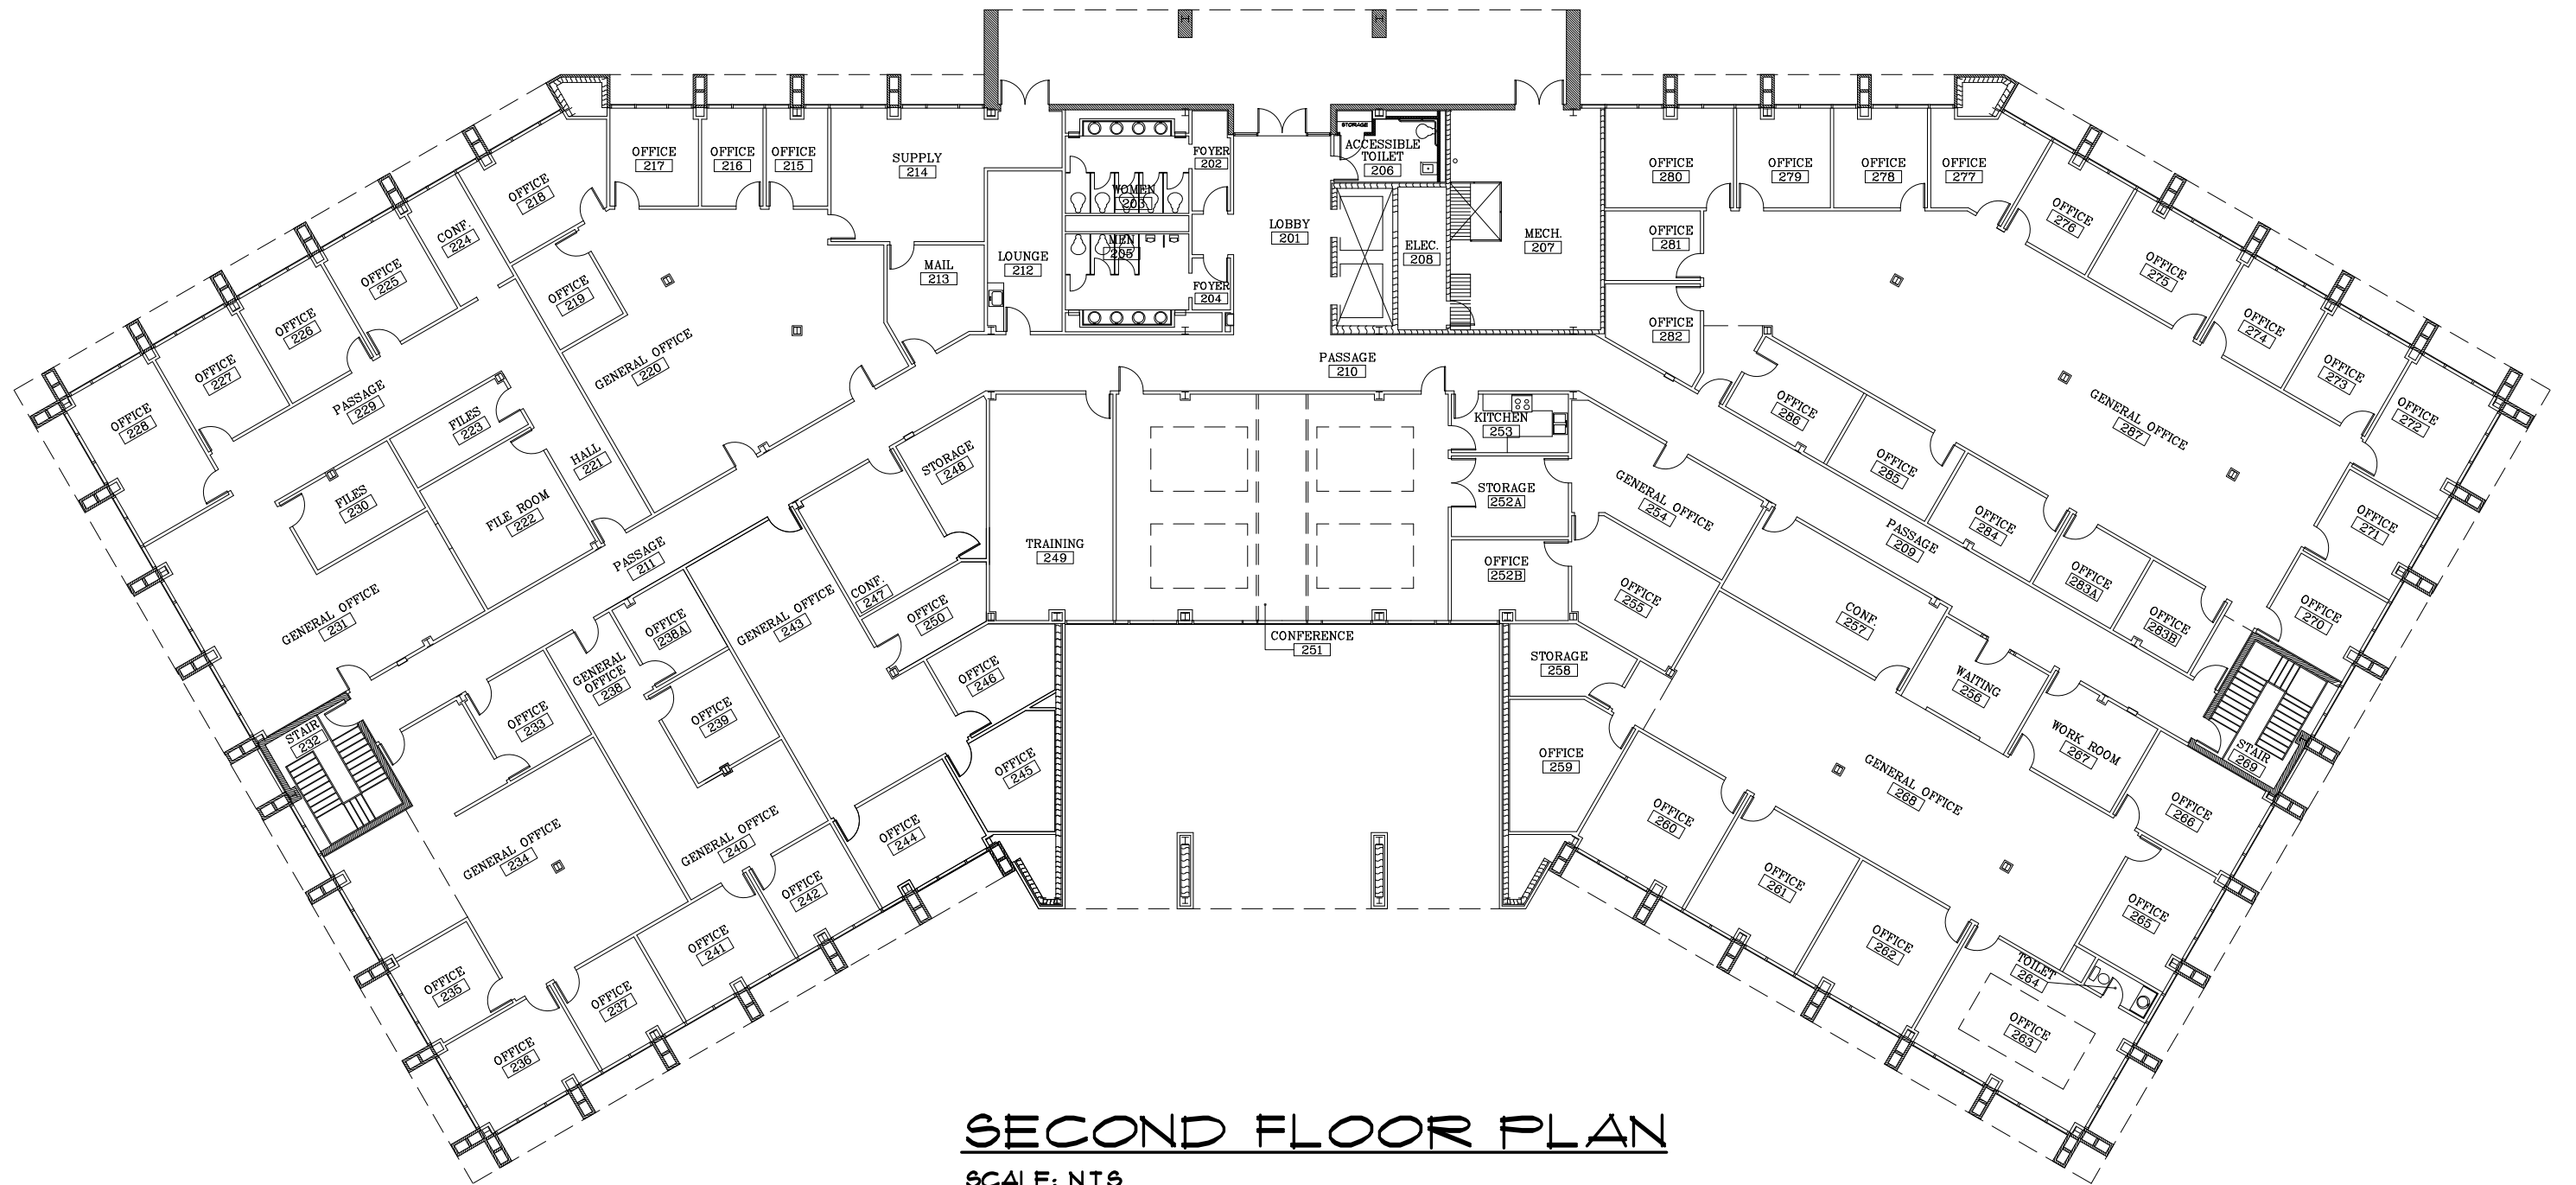 STORAGE
ACCESSIBLE
TOILET
206
OFFICE
217
OFFICE
216
OFFICE
215
SUPPLY
214
FOYER
202
WOMEN
203
OFFICE
280
OFFICE
279
OFFICE
278
OFFICE
277
OFFICE
218
CONF.
224
OFFICE
225
OFFICE
226
OFFICE
227
OFFICE
228
OFFICE
219
GENERAL OFFICE
220
MAIL
213
LOUNGE
212
MEN
205
FOYER
204
LOBBY
201
ELEC.
208
MECH.
207
OFFICE
281
OFFICE
282
OFFICE
276
OFFICE
275
OFFICE
274
OFFICE
273
OFFICE
272
OFFICE
271
OFFICE
270
GENERAL OFFICE
287
PASSAGE
210
PASSAGE
229
FILES
223
HALL
221
FILE ROOM
222
FILES
230
GENERAL OFFICE
231
PASSAGE
211
STORAGE
248
CONF.
247
TRAINING
249
KITCHEN
253
STORAGE
252A
OFFICE
252B
GENERAL OFFICE
254
OFFICE
255
OFFICE
286
OFFICE
285
OFFICE
284
OFFICE
283A
OFFICE
283B
PASSAGE
209
CONF.
257
WAITING
256
WORK ROOM
267
STAIR
269
OFFICE
250
GENERAL OFFICE
243
OFFICE
238A
GENERAL
OFFICE
238
OFFICE
239
OFFICE
233
STAIR
232
OFFICE
246
OFFICE
245
OFFICE
244
CONFERENCE
251
STORAGE
258
OFFICE
259
GENERAL OFFICE
268
OFFICE
260
OFFICE
261
OFFICE
262
OFFICE
266
OFFICE
265
TOILET
264
OFFICE
263
GENERAL OFFICE
234
GENERAL OFFICE
240
OFFICE
242
OFFICE
241
OFFICE
237
OFFICE
235
OFFICE
236
SECOND FLOOR PLAN
SCALE: N.T.S.